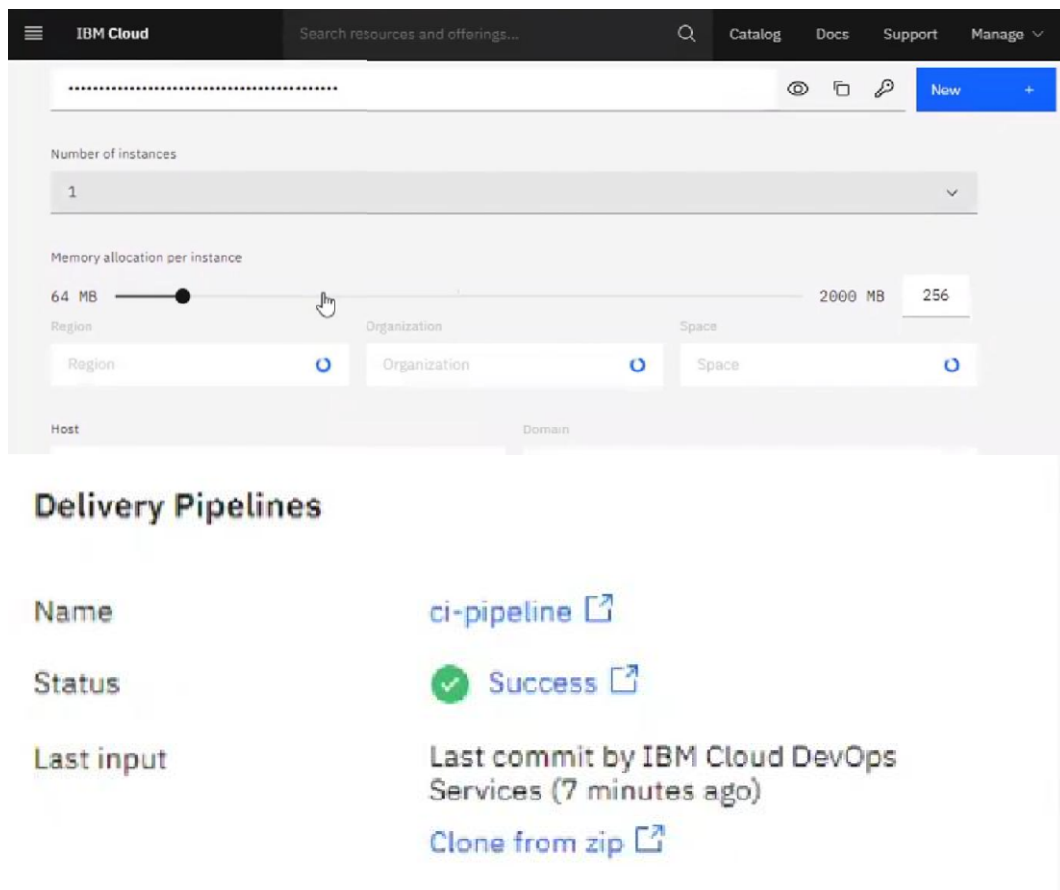 IBM Cloud Search resources and offerings... Catalog Docs Support Manage
New +
Number of instances
1
Memory allocation per instance
64 MB 2000 MB 256
Region Organization Space
Region Organization Space
Host Domain
Delivery Pipelines
Name ci-pipeline
Status Success
Last input Last commit by IBM Cloud DevOps
Services (7 minutes ago)
Clone from zip